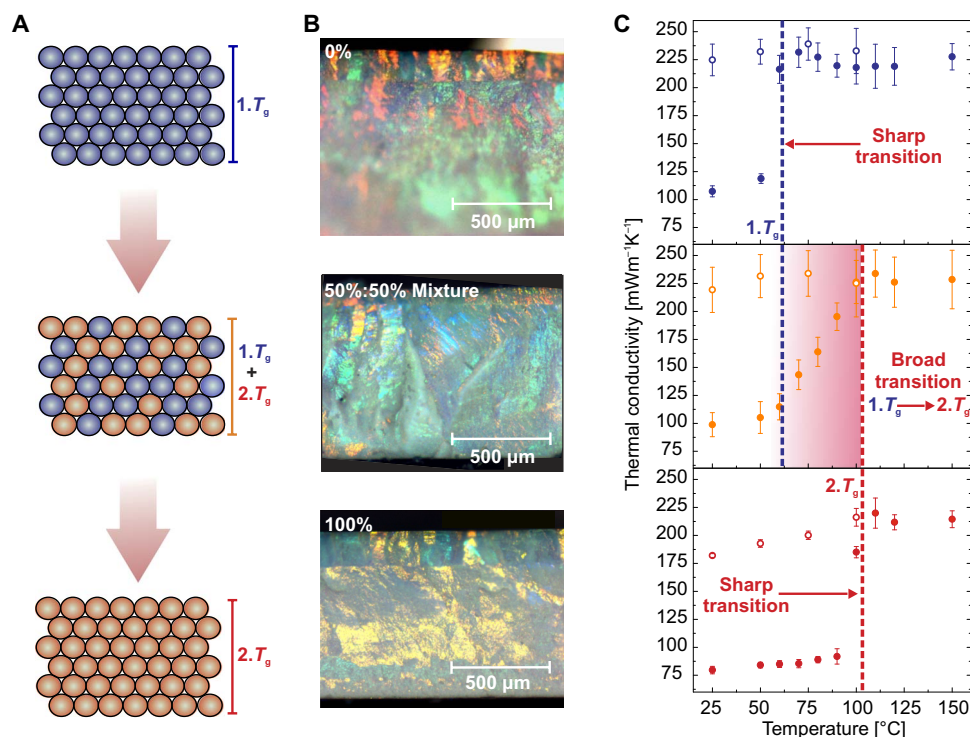 A
1.Tg
1.Tg
+
2.Tg
2.Tg
B
0%
500 μm
50%:50% Mixture
500 μm
100%
500 μm
C
Thermal conductivity [mWm⁻¹K⁻¹]
250
225
200
175
150
125
100
75
Sharp
transition
1.Tg
250
225
200
175
150
125
100
75
Broad
transition
1.Tg 2.Tg
250
225
200
175
150
125
100
75
2.Tg
Sharp
transition
25 50 75 100 125 150
Temperature [°C]